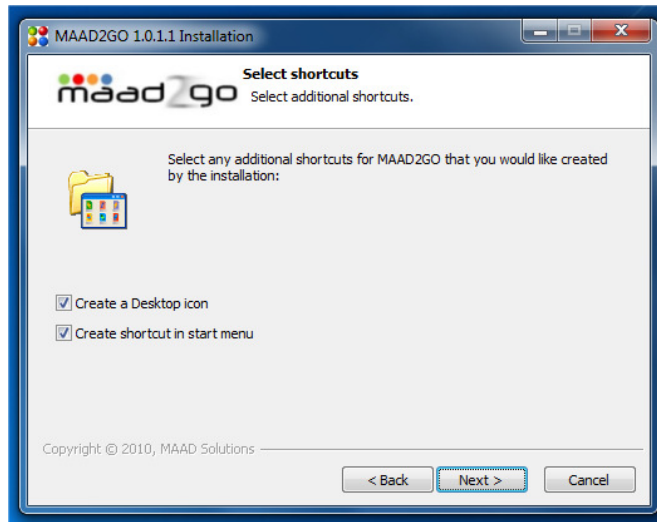 MAAD2GO 1.0.1.1 Installation
maad2go
Select shortcuts
Select additional shortcuts.
Select any additional shortcuts for MAAD2GO that you would like created
by the installation:
Create a Desktop icon
Create shortcut in start menu
Copyright © 2010, MAAD Solutions
< Back
Next >
Cancel